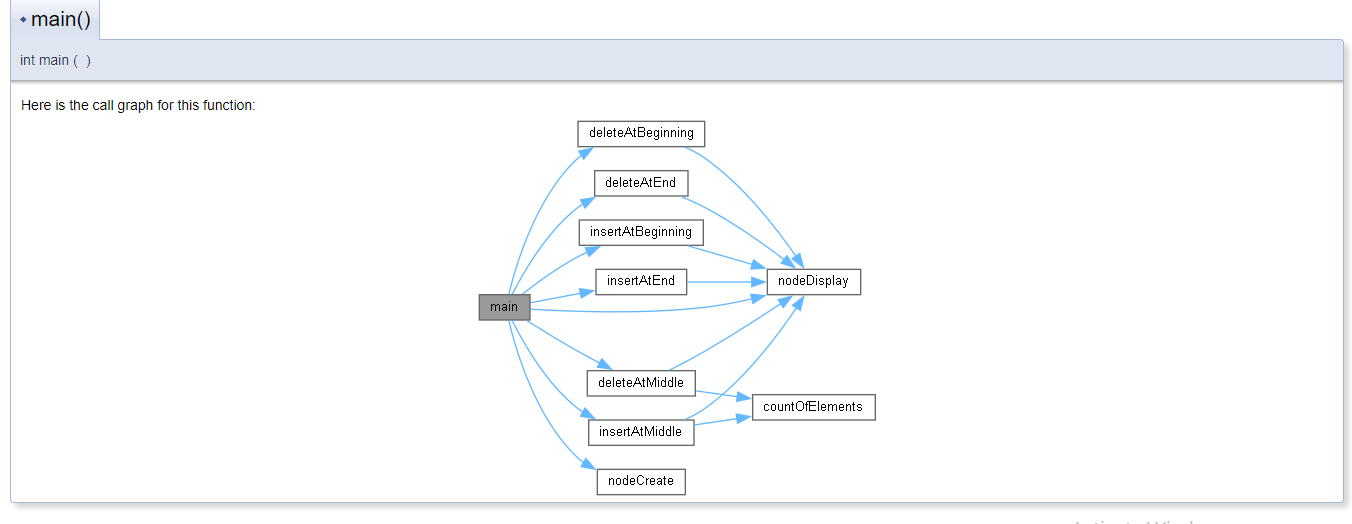 main()
int main ( )
Here is the call graph for this function:
deleteAtBeginning
deleteAtEnd
insertAtBeginning
insertAtEnd
nodeDisplay
main
deleteAtMiddle
countOfElements
insertAtMiddle
nodeCreate